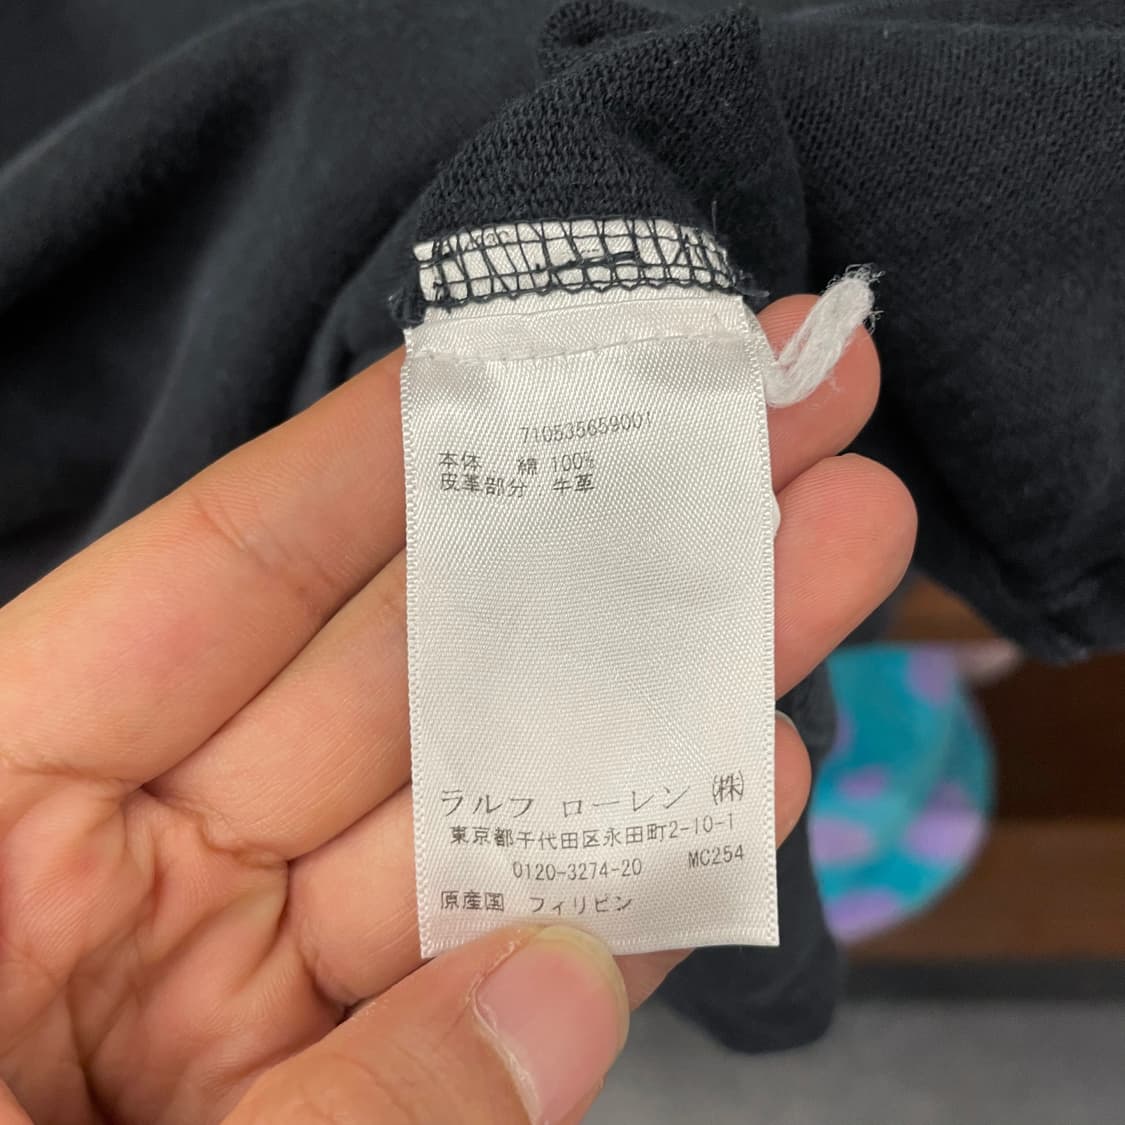 710535659001
本体 綿 100%
皮革部分 牛革
ラルフ ローレン ㈱
東京都千代田区永田町2-10-1
0120-3274-20 MC254
原産国 フィリピン